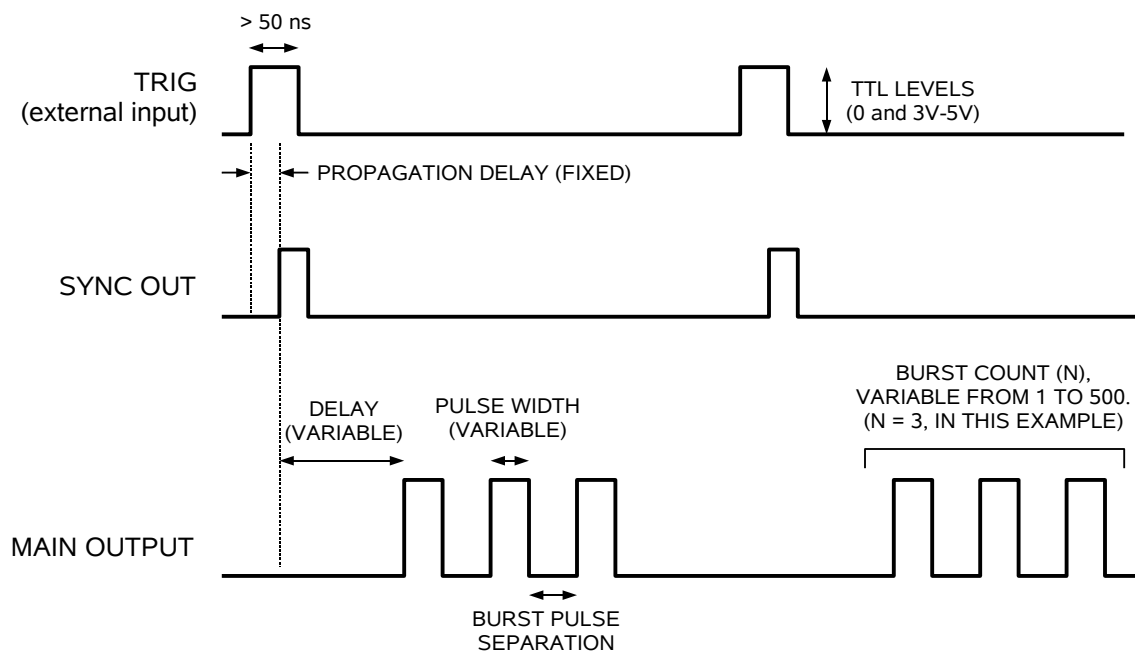 > 50 ns
TRIG
(external input)
TTL LEVELS
(0 and 3V-5V)
PROPAGATION DELAY (FIXED)
SYNC OUT
BURST COUNT (N),
VARIABLE FROM 1 TO 500.
(N = 3, IN THIS EXAMPLE)
DELAY
(VARIABLE)
PULSE WIDTH
(VARIABLE)
MAIN OUTPUT
BURST PULSE
SEPARATION